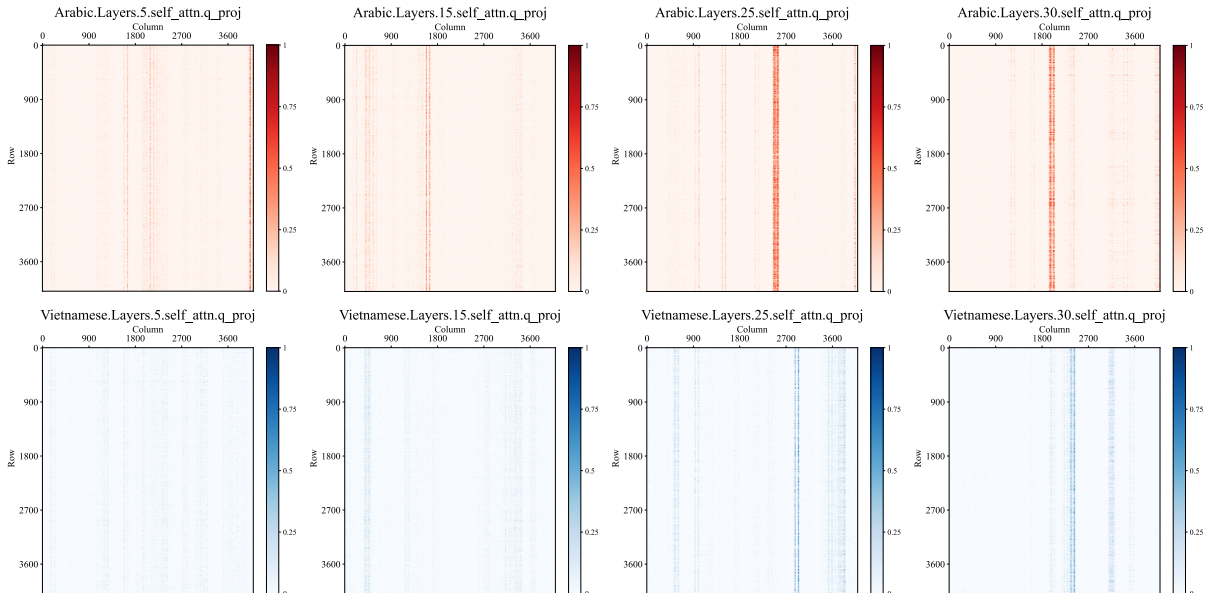 Arabic.Layers.5.self_attn.q_proj
Column
0 900 1800 2700 3600
Row
0
900
1800
2700
3600
1
0.75
0.5
0.25
0
Arabic.Layers.15.self_attn.q_proj
Column
0 900 1800 2700 3600
Row
0
900
1800
2700
3600
1
0.75
0.5
0.25
0
Arabic.Layers.25.self_attn.q_proj
Column
0 900 1800 2700 3600
Row
0
900
1800
2700
3600
1
0.75
0.5
0.25
0
Arabic.Layers.30.self_attn.q_proj
Column
0 900 1800 2700 3600
Row
0
900
1800
2700
3600
1
0.75
0.5
0.25
0
Vietnamese.Layers.5.self_attn.q_proj
Column
0 900 1800 2700 3600
Row
0
900
1800
2700
3600
1
0.75
0.5
0.25
Vietnamese.Layers.15.self_attn.q_proj
Column
0 900 1800 2700 3600
Row
0
900
1800
2700
3600
1
0.75
0.5
0.25
Vietnamese.Layers.25.self_attn.q_proj
Column
0 900 1800 2700 3600
Row
0
900
1800
2700
3600
1
0.75
0.5
0.25
Vietnamese.Layers.30.self_attn.q_proj
Column
0 900 1800 2700 3600
Row
0
900
1800
2700
3600
1
0.75
0.5
0.25